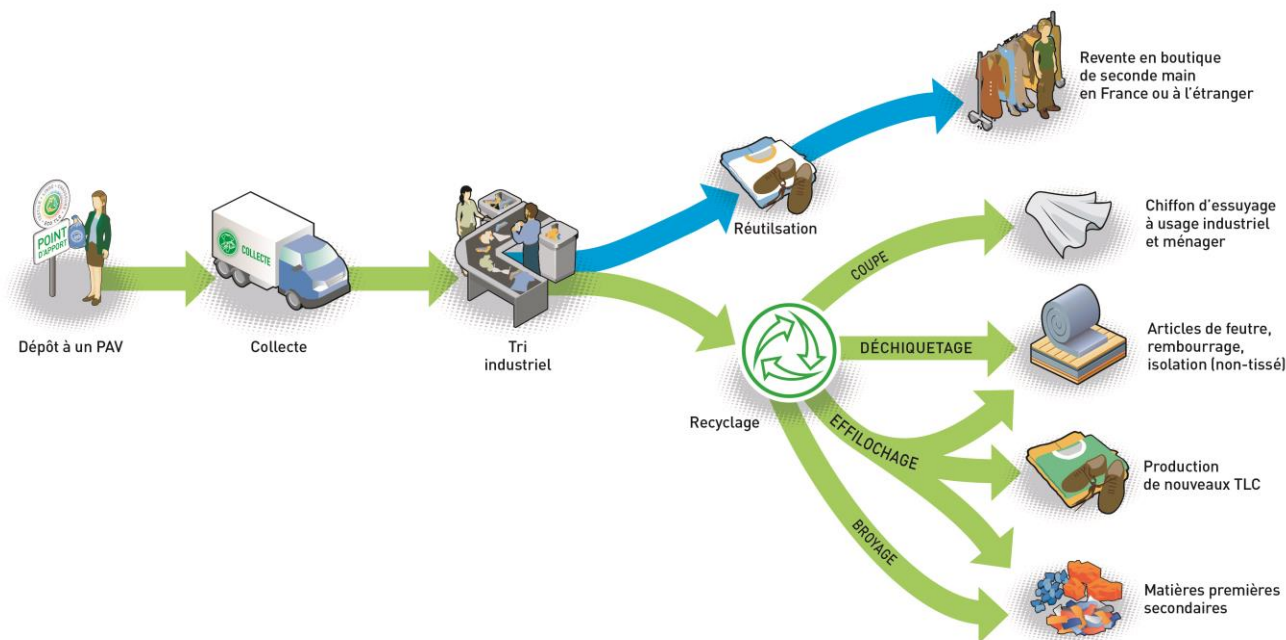 POINT
D'APPORT
Dépôt à un PAV
COLLECTE
Collecte
Tri
industriel
Réutilsation
Revente en boutique
de seconde main
en France ou à l'étranger
Recyclage
COUPE
Chiffon d'essuyage
à usage industriel
et ménager
DÉCHIQUETAGE
Articles de feutre,
rembourrage,
isolation (non-tissé)
EFFILOCHAGE
Production
de nouveaux TLC
BROYAGE
Matières premières
secondaires